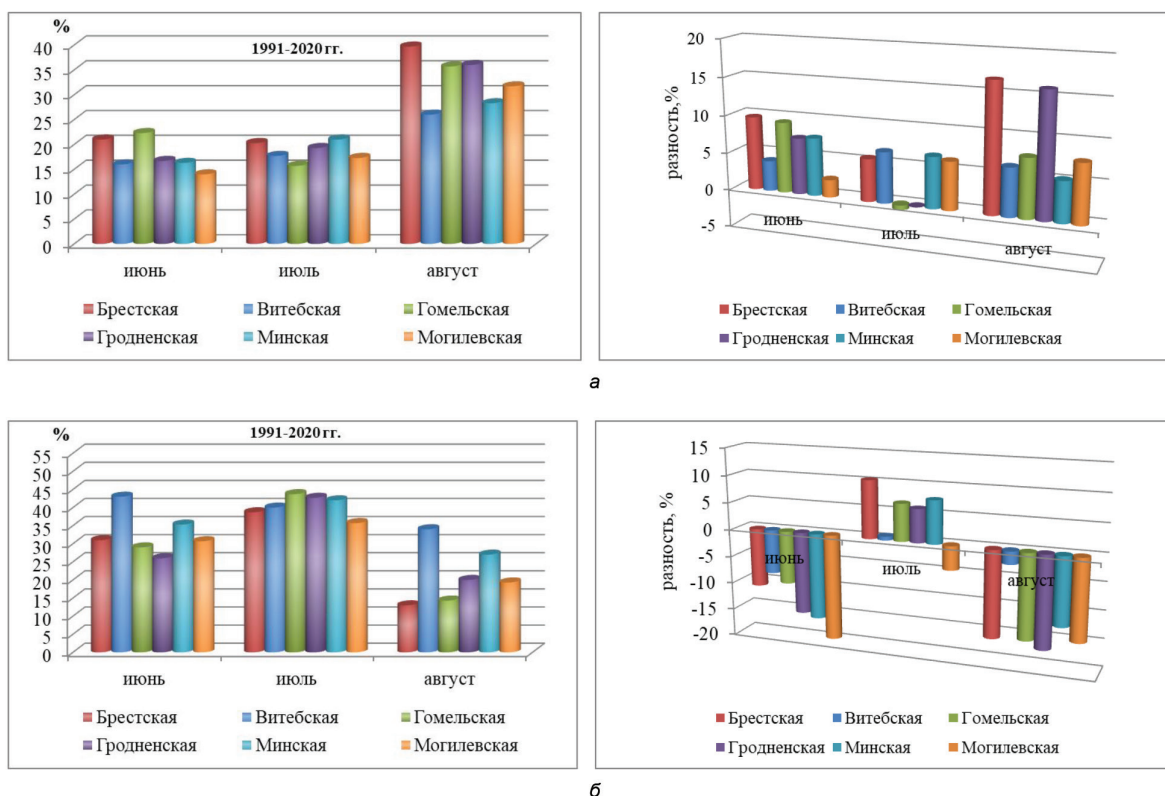 %
1991-2020 гг.
40
35
30
25
20
15
10
5
0
июнь июль август
Брестская Витебская Гомельская
Гродненская Минская Могилевская
разность,%
20
15
10
5
0
-5
июнь июль август
Брестская Витебская Гомельская
Гродненская Минская Могилевская
а
%
1991-2020 гг.
55
50
45
40
35
30
25
20
15
10
5
0
июнь июль август
Брестская Витебская Гомельская
Гродненская Минская Могилевская
разность, %
15
10
5
0
-5
-10
-15
-20
июнь июль август
Брестская Витебская Гомельская
Гродненская Минская Могилевская
б